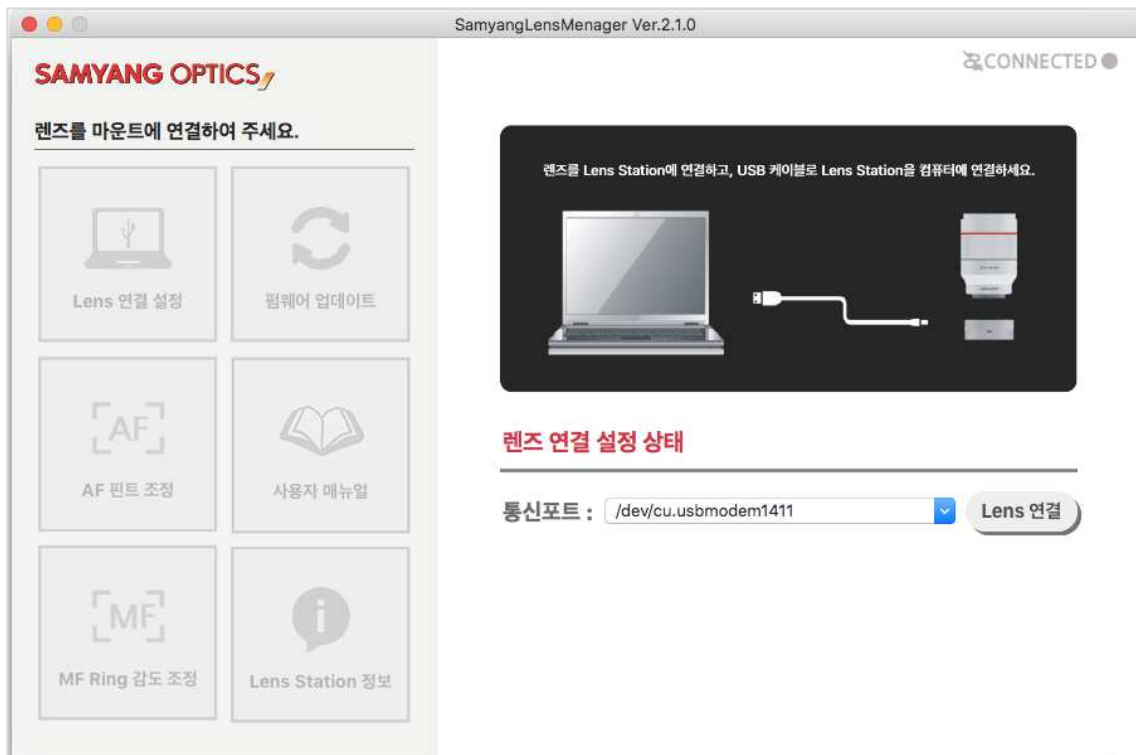 SamyangLensMenager Ver.2.1.0
SAMYANG OPTICS
CONNECTED
렌즈를 마운트에 연결하여 주세요.
Lens 연결 설정
펌웨어 업데이트
AF
AF 핀트 조정
사용자 매뉴얼
MF
MF Ring 감도 조정
i
Lens Station 정보
렌즈를 Lens Station에 연결하고, USB 케이블로 Lens Station을 컴퓨터에 연결하세요.
렌즈 연결 설정 상태
통신포트 : /dev/cu.usbmodem1411 Lens 연결